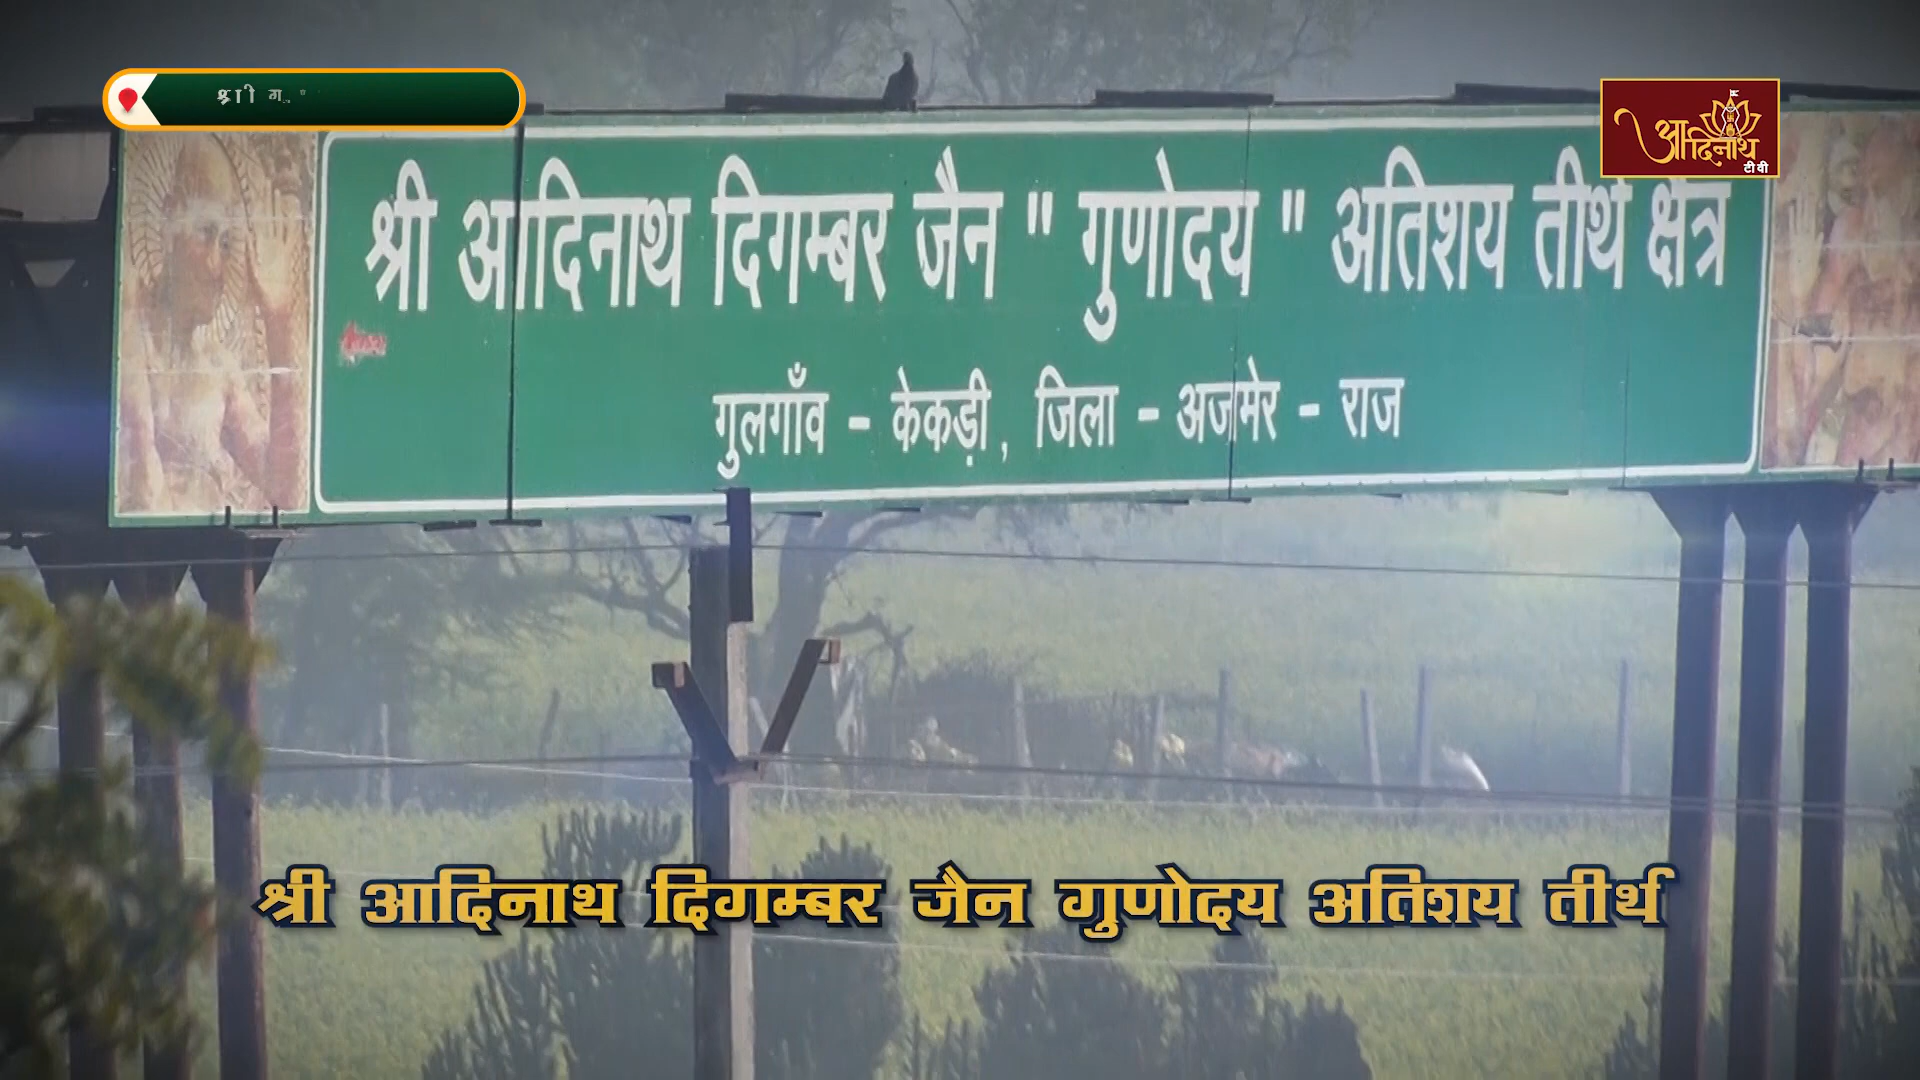 श्री
आदिनाथ
टीवी
श्री आदिनाथ दिगम्बर जैन " गुणोदय " अतिशय तीर्थ क्षेत्र
गुलगाँव - केकड़ी, जिला - अजमेर - राज
श्री आदिनाथ दिगम्बर जैन गुणोदय अतिशय तीर्थ